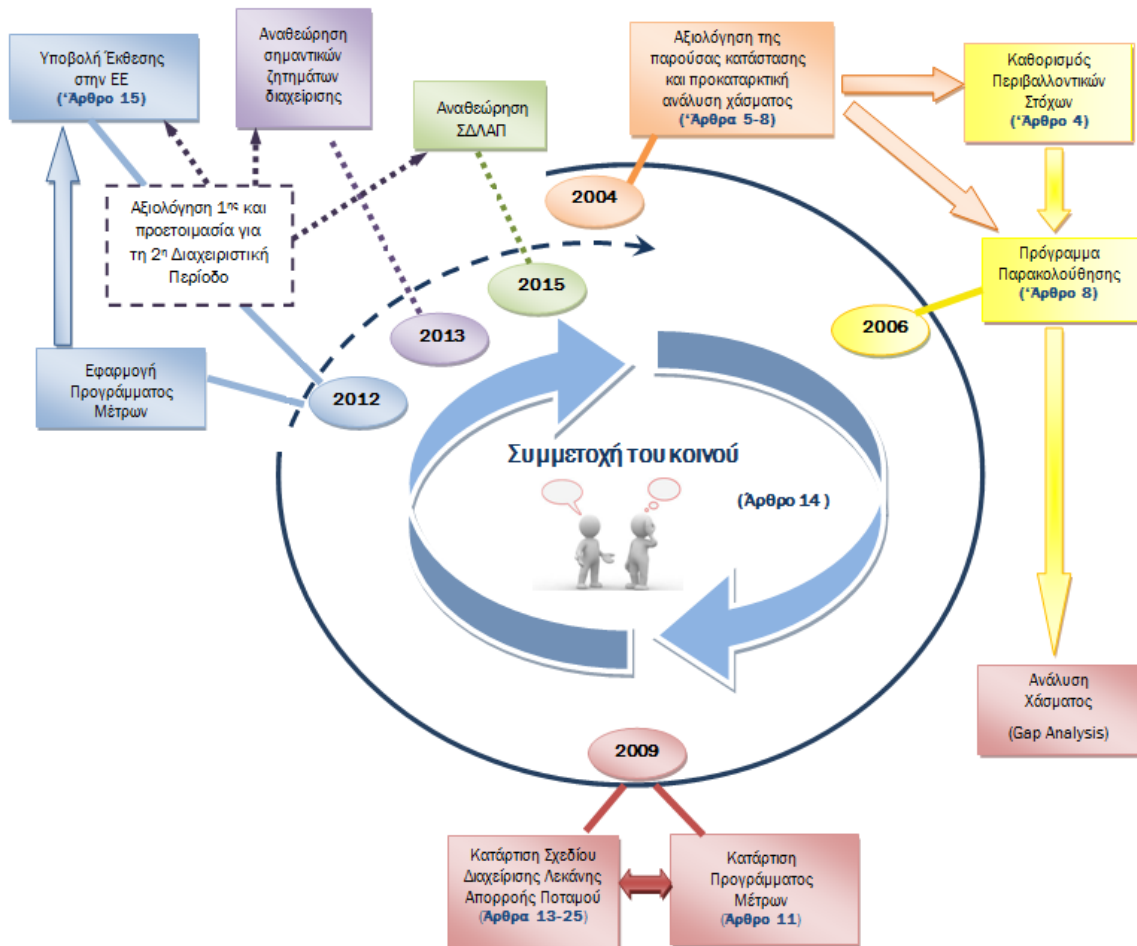 Υποβολή Έκθεσης
στην ΕΕ
(‘Άρθρο 15)
Αναθεώρηση
σημαντικών
ζητημάτων
διαχείρισης
Αναθεώρηση
ΣΔΛΑΠ
Αξιολόγηση της
παρούσας κατάστασης
και προκαταρκτική
ανάλυση χάσματος
(‘Άρθρα 5-8)
Καθορισμός
Περιβαλλοντικών
Στόχων
(‘Άρθρο 4)
Αξιολόγηση 1ης και
προετοιμασία για
τη 2η Διαχειριστική
Περίοδο
2004
Πρόγραμμα
Παρακολούθησης
(‘Άρθρο 8)
2015
2013
2006
Εφαρμογή
Προγράμματος
Μέτρων
2012
Συμμετοχή του κοινού
(Άρθρο 14 )
Ανάλυση
Χάσματος
(Gap Analysis)
2009
Κατάρτιση Σχεδίου
Διαχείρισης Λεκάνης
Απορροής Ποταμού
(Άρθρα 13-25)
Κατάρτιση
Προγράμματος
Μέτρων
(Άρθρο 11)